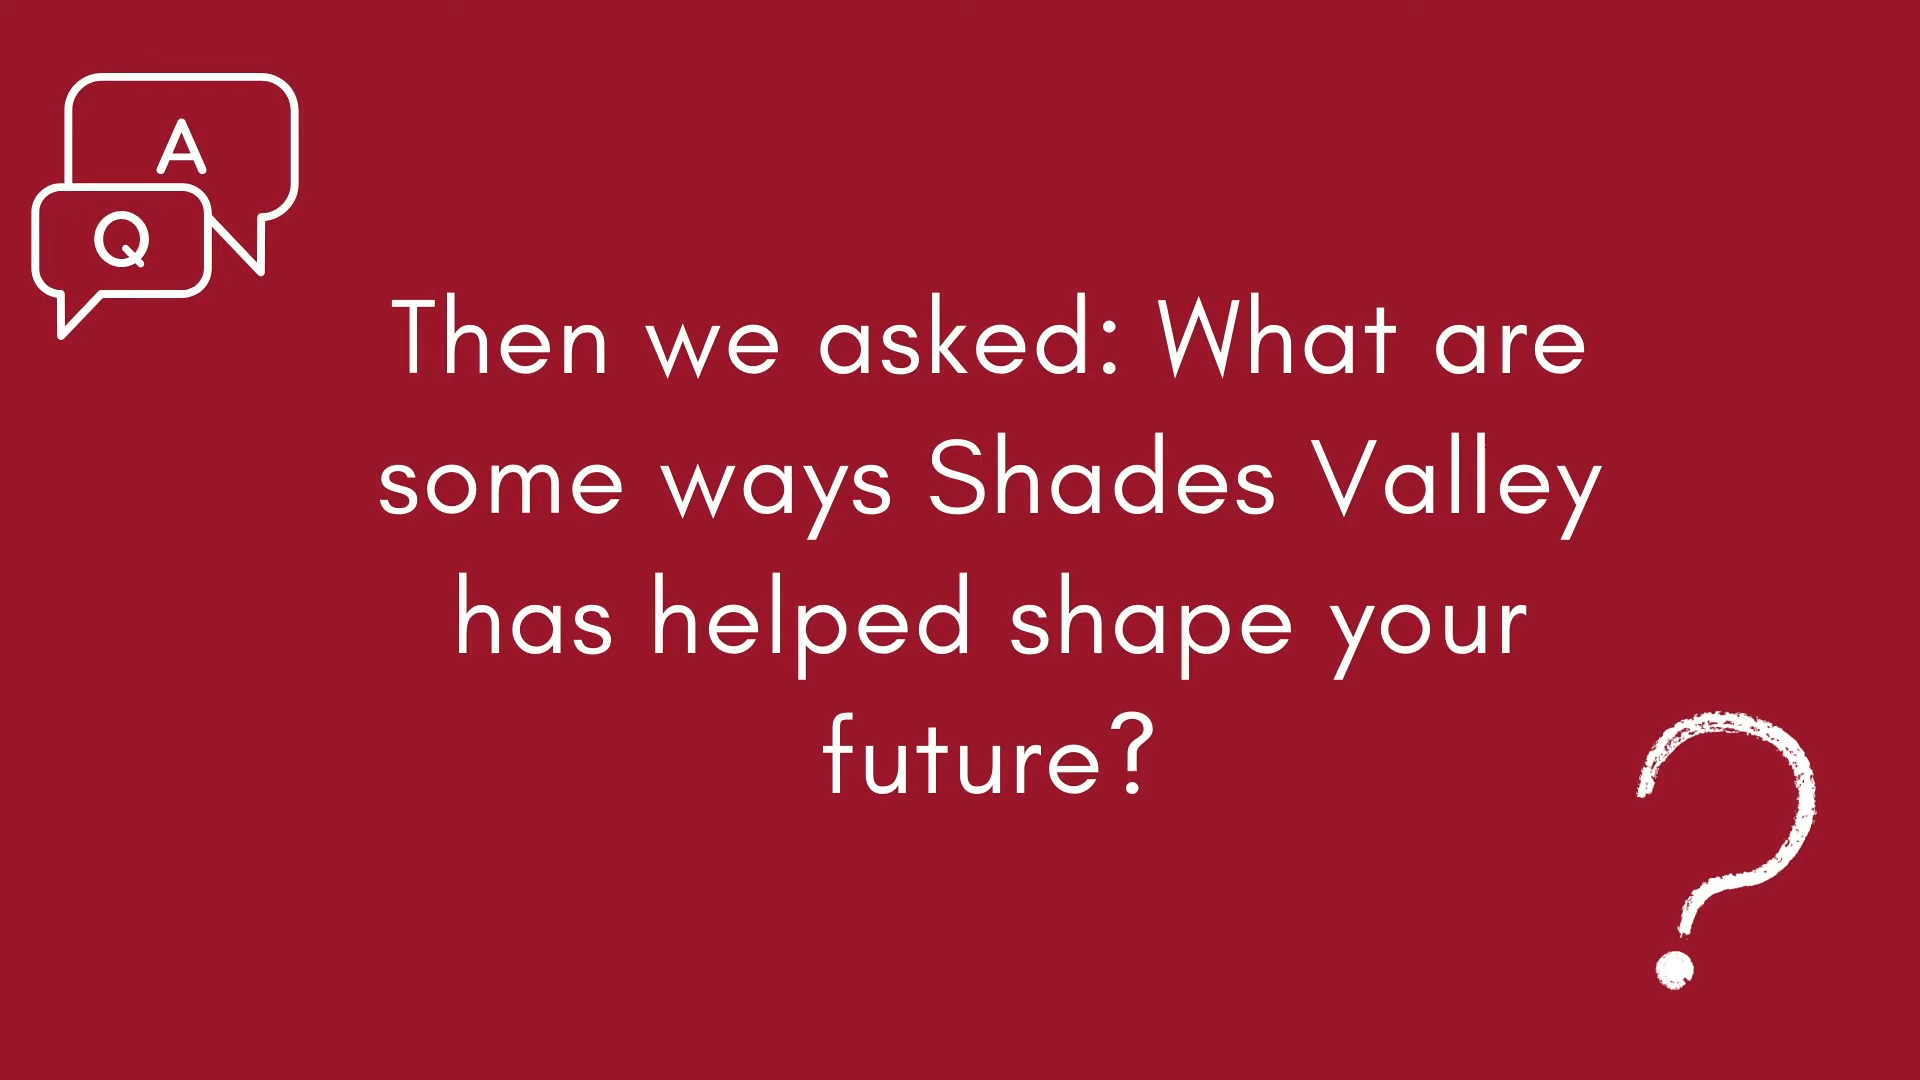 A
Q
Then we asked: What are
some ways Shades Valley
has helped shape your
future?
?